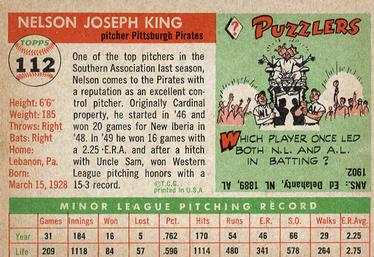 NELSON JOSEPH KING
pitcher Pittsburgh Pirates
TOPPS
112
Height: 6'6"
Weight: 185
Throws: Right
Bats: Right
Home:
Lebanon, Pa.
Born:
March 15, 1928
One of the top pitchers in the
Southern Association last season,
Nelson comes to the Pirates with
a reputation as an excellent con-
trol pitcher. Originally Cardinal
property, he started in '46 and
won 20 games for New Iberia in
'48. In '49 he won 16 games with
a 2.25 E.R.A. and after a hitch
with Uncle Sam, won Western
League pitching honors with a
15-3 record.
©T.C.G.
printed in U.S.A.
?
PUZZLERS
WHICH PLAYER ONCE LED
BOTH N.L. AND A.L.
IN BATTING?
ANS.: Ed Delahanty, NL 1899, AL
1902.
MINOR LEAGUE PITCHING RECORD
Games Innings Won Lost Pct. Hits Runs E.R. S.O. Walks E.R.Avg.
Year 31 184 16 5 .762 170 54 46 66 29 2.25
Life 209 1118 84 57 .596 1114 480 341 578 264 2.75